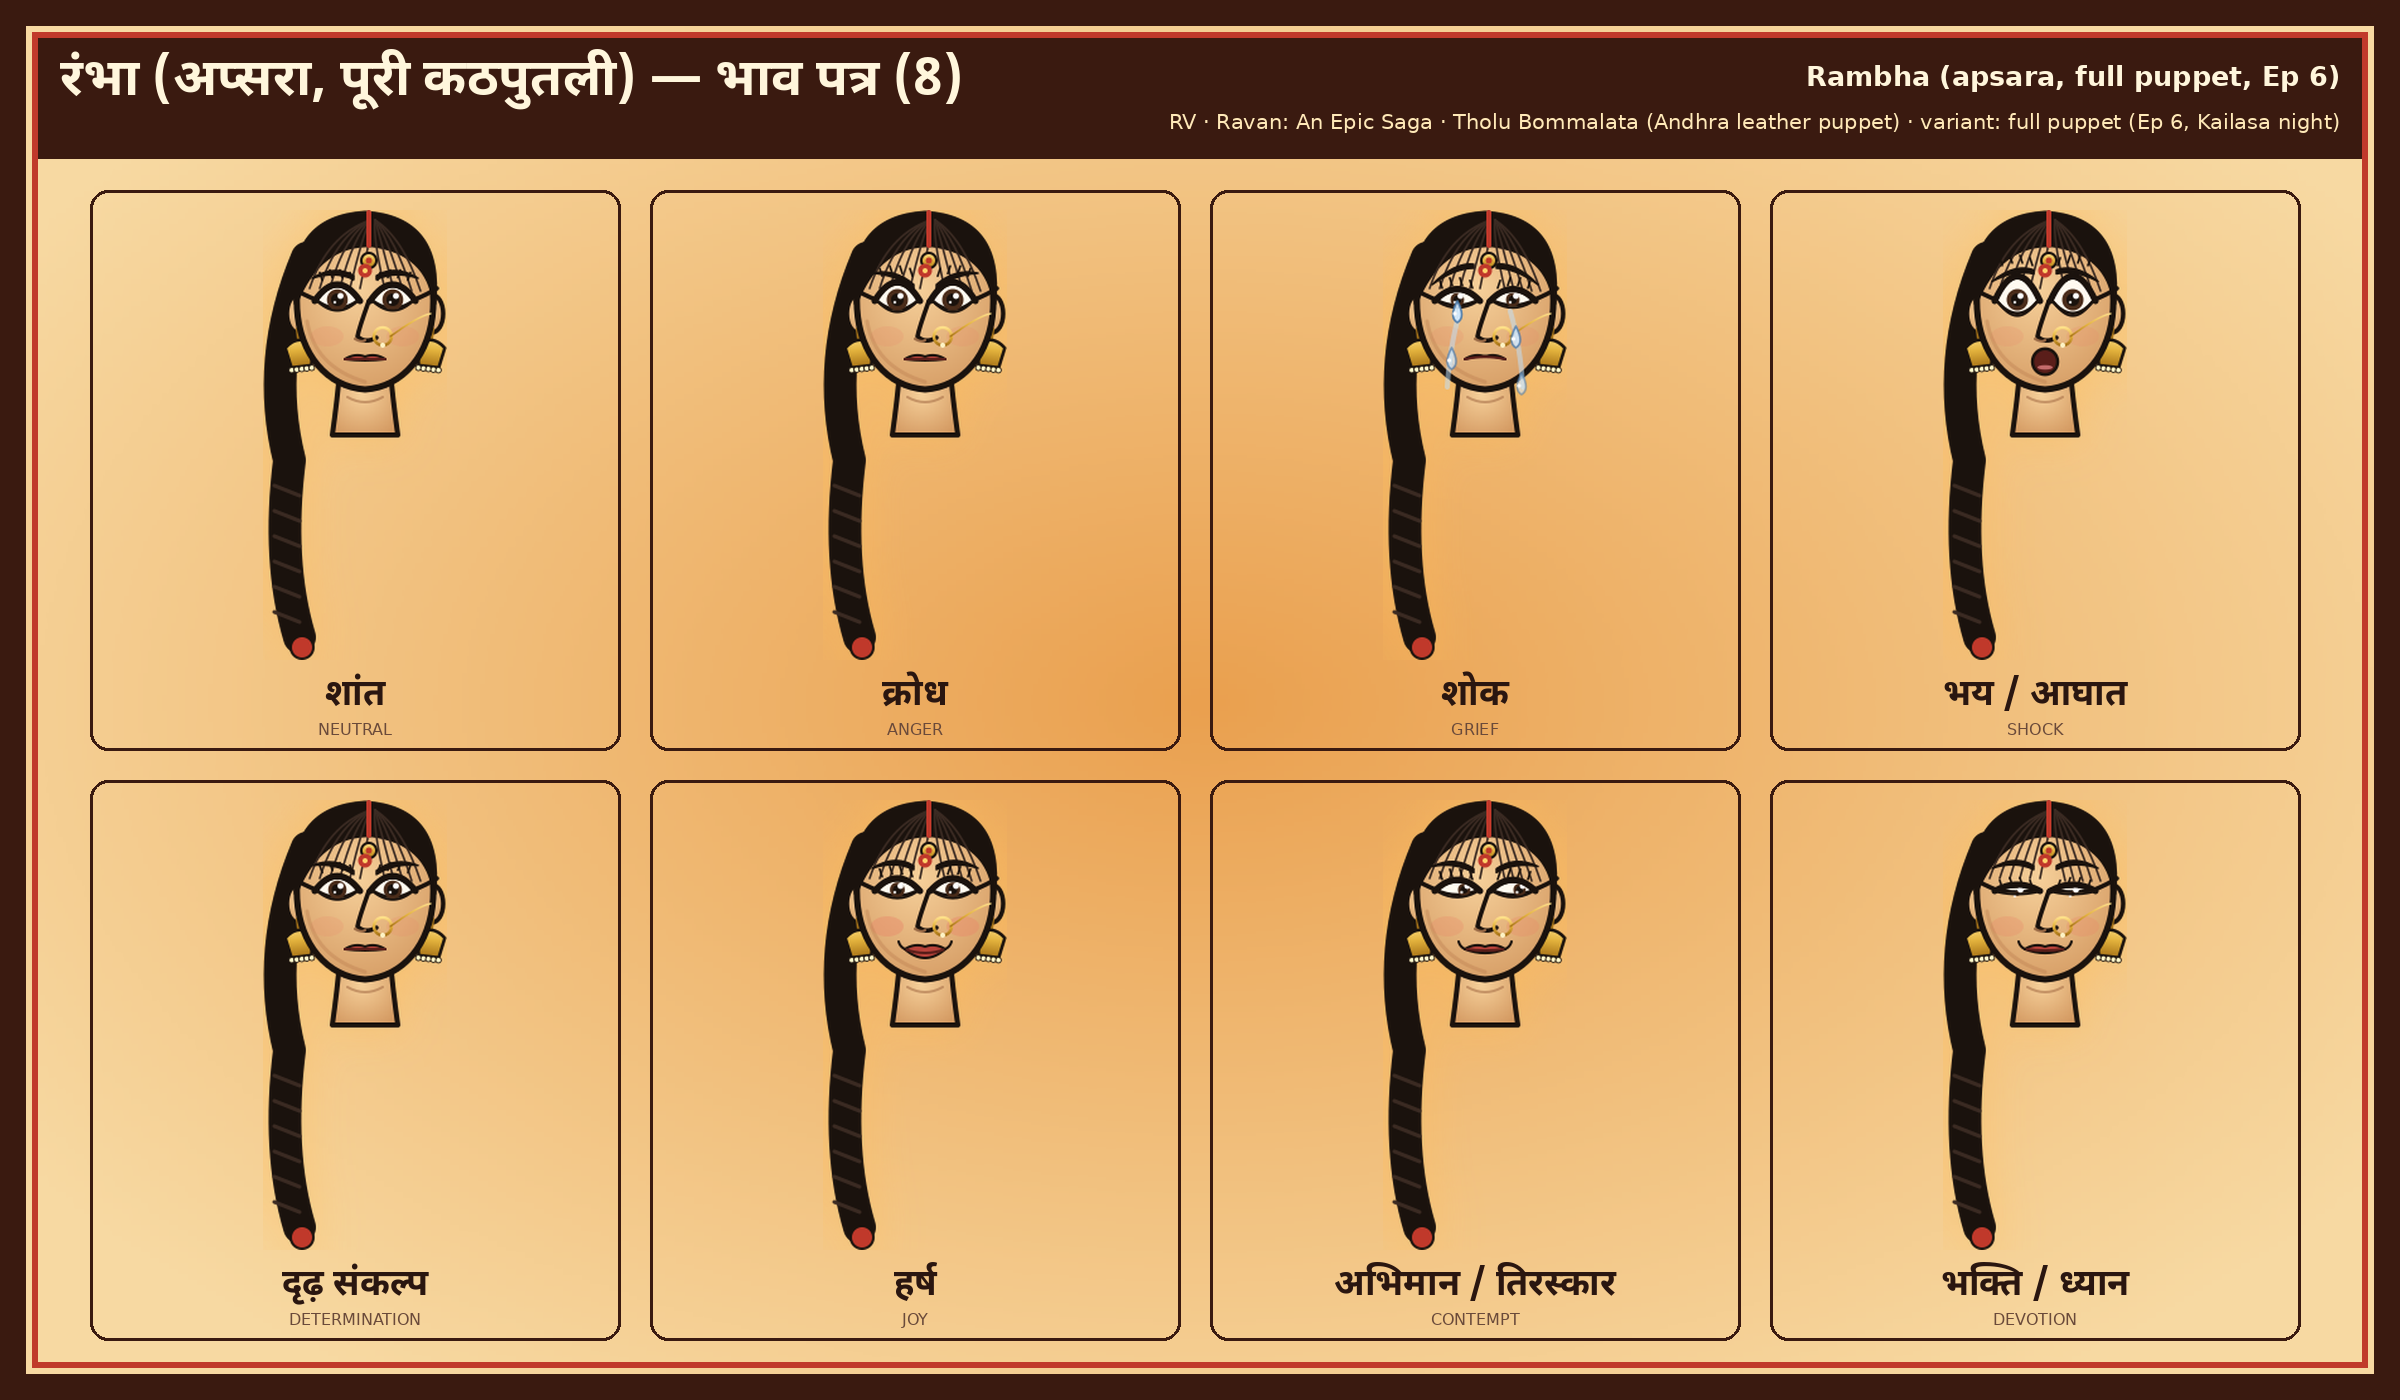 रंभा (अप्सरा, पूरी कठपुतली) — भाव पत्र (8)
Rambha (apsara, full puppet, Ep 6)
RV · Ravan: An Epic Saga · Tholu Bommalata (Andhra leather puppet) · variant: full puppet (Ep 6, Kailasa night)
शांत
NEUTRAL
क्रोध
ANGER
शोक
GRIEF
भय / आघात
SHOCK
दृढ़ संकल्प
DETERMINATION
हर्ष
JOY
अभिमान / तिरस्कार
CONTEMPT
भक्ति / ध्यान
DEVOTION